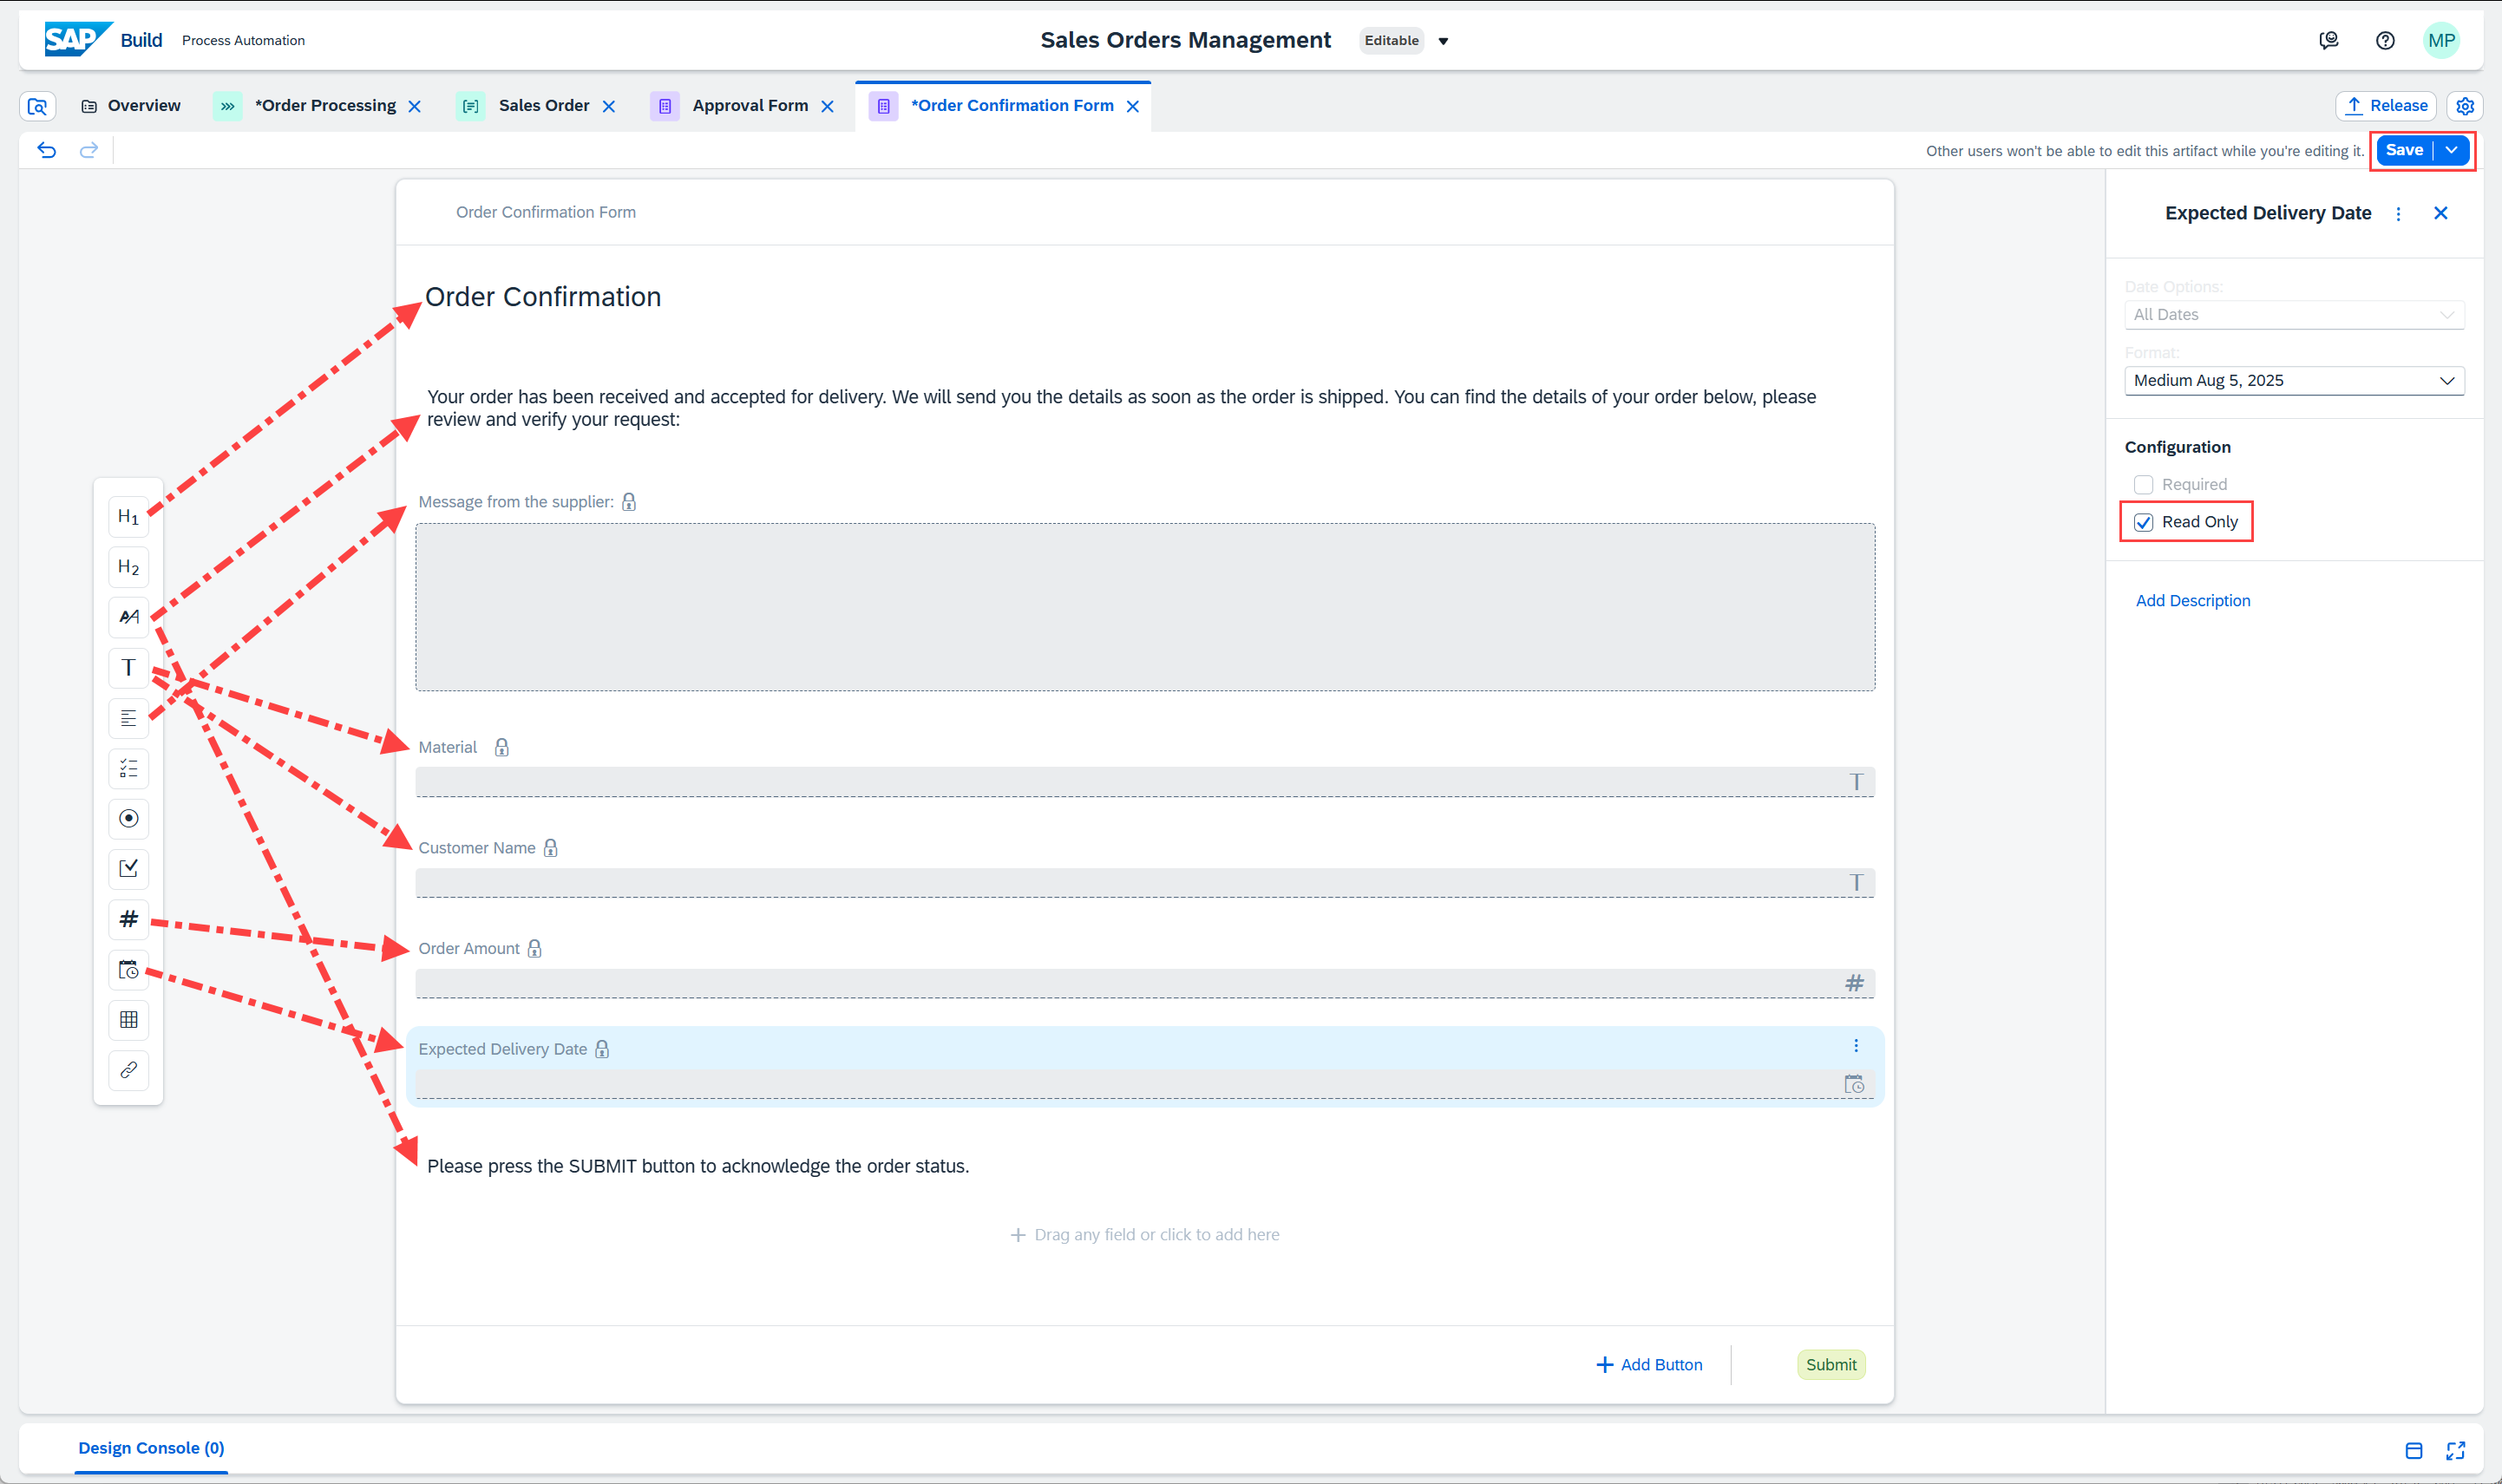 SAP Build Process Automation
Sales Orders Management Editable
MP
Overview *Order Processing Sales Order Approval Form *Order Confirmation Form Release
Other users won't be able to edit this artifact while you're editing it. Save
Order Confirmation Form
Order Confirmation
Your order has been received and accepted for delivery. We will send you the details as soon as the order is shipped. You can find the details of your order below, please
review and verify your request:
Message from the supplier:
H1
H2
AA
T
Material
T
Customer Name
T
#
Order Amount
#
Expected Delivery Date
Please press the SUBMIT button to acknowledge the order status.
+ Drag any field or click to add here
+ Add Button Submit
Expected Delivery Date
Date Options:
All Dates
Format:
Medium Aug 5, 2025
Configuration
Required
Read Only
Add Description
Design Console (0)